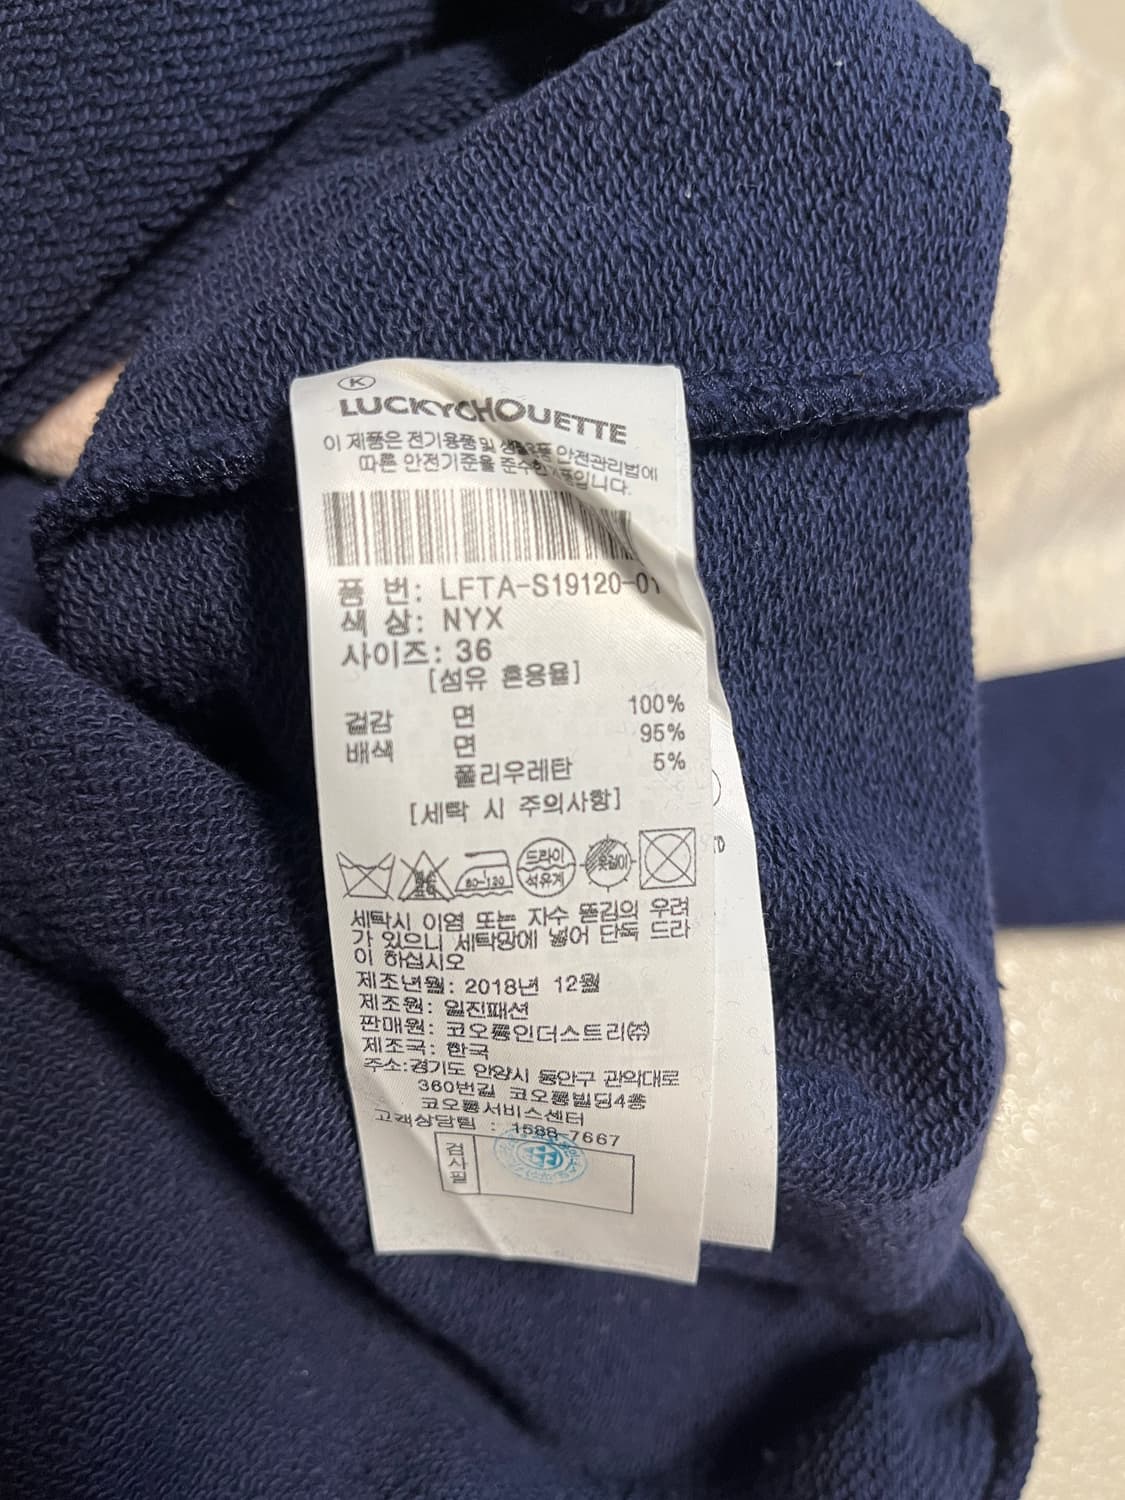 K
LUCKYCHOUETTE
이 제품은 전기용품및 생활용품 안전관리법에
따른 안전기준을 준수한 제품입니다.
품 번: LFTA-S19120-01
색 상: NYX
사이즈: 36
[섬유 혼용율]
겉감 면 100%
배색 면 95%
폴리우레탄 5%
[세탁 시 주의사항]
80-120 드라이 석유계 옷걸이
세탁시 이염 또는 자수 뜯김의 우려
가 있으니 세탁망에 넣어 단독 드라
이 하십시오
제조년월: 2018년 12월
제조원: 일진패션
판매원: 코오롱인더스트리㈜
제조국: 한국
주소:경기도 안양시 동안구 관악대로
360번길 코오롱빌딩4층
코오롱서비스센터
고객상담팀 : 1588-7667
검사필